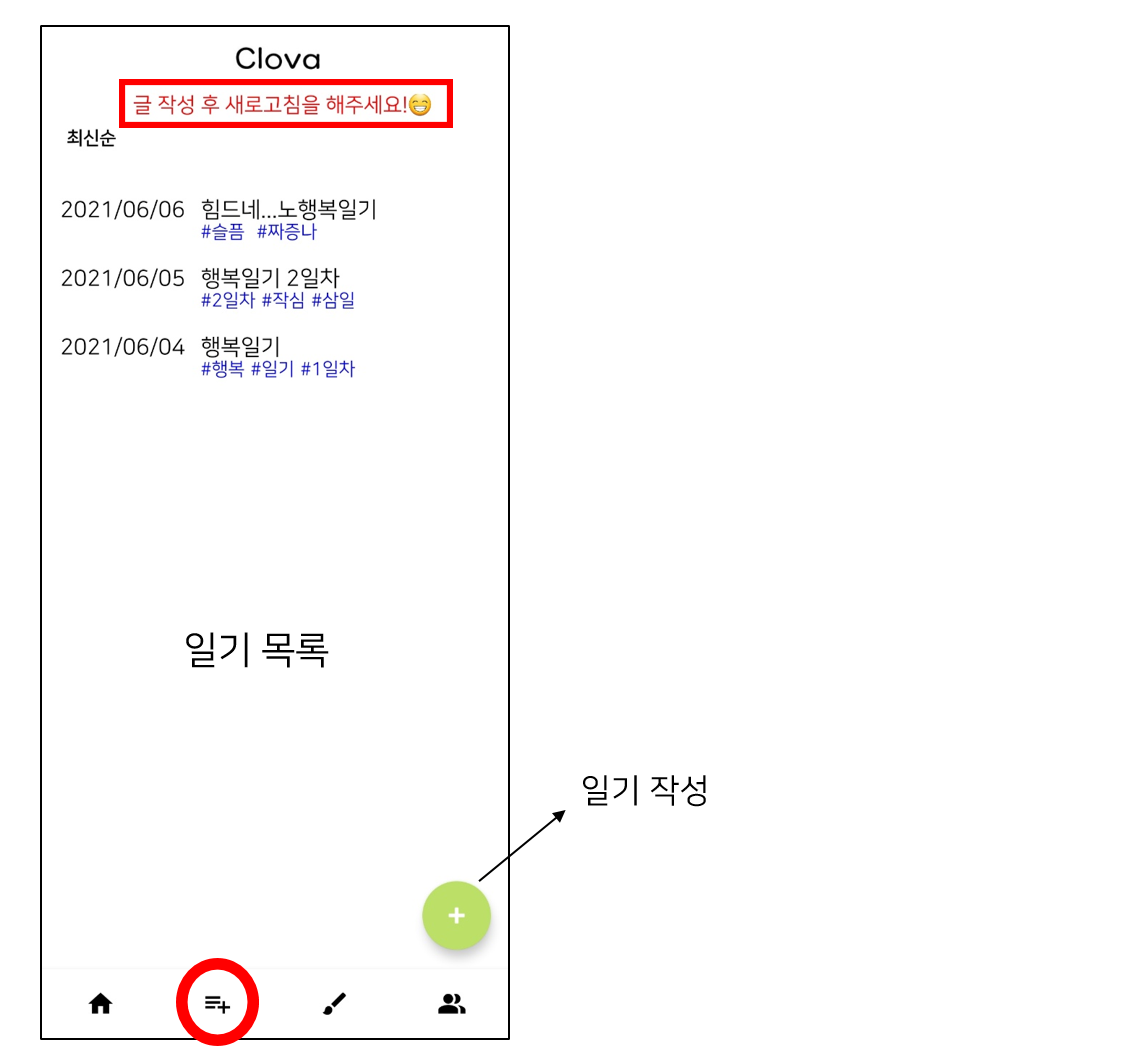 Clova
글 작성 후 새로고침을 해주세요!😁
최신순
2021/06/06 힘드네...노행복일기
#슬픔 #짜증나
2021/06/05 행복일기 2일차
#2일차 #작심 #삼일
2021/06/04 행복일기
#행복 #일기 #1일차
일기 목록
일기 작성